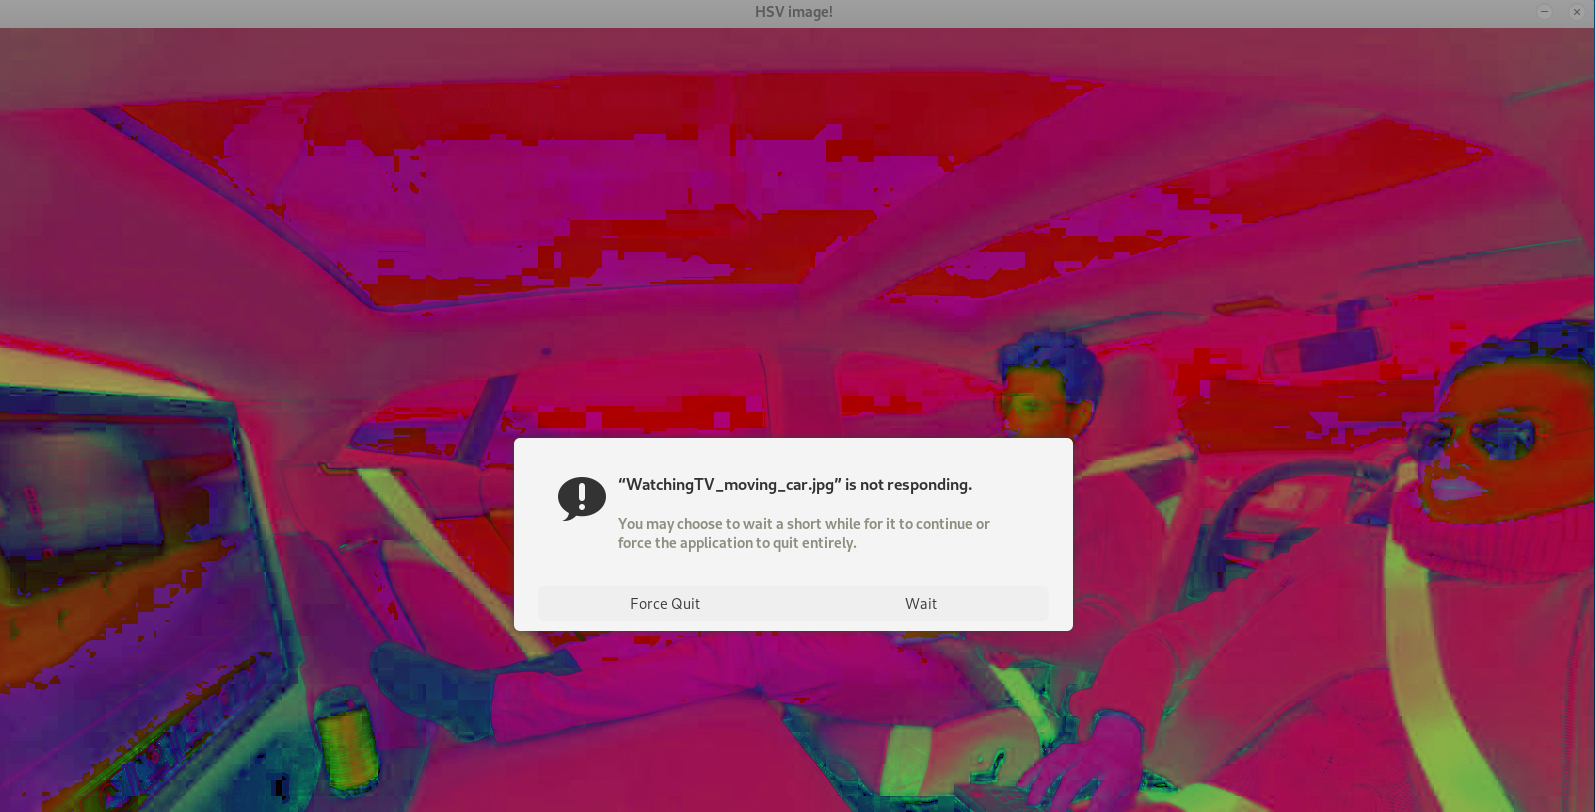 HSV image!
“WatchingTV_moving_car.jpg” is not responding.
You may choose to wait a short while for it to continue or
force the application to quit entirely.
Force Quit
Wait